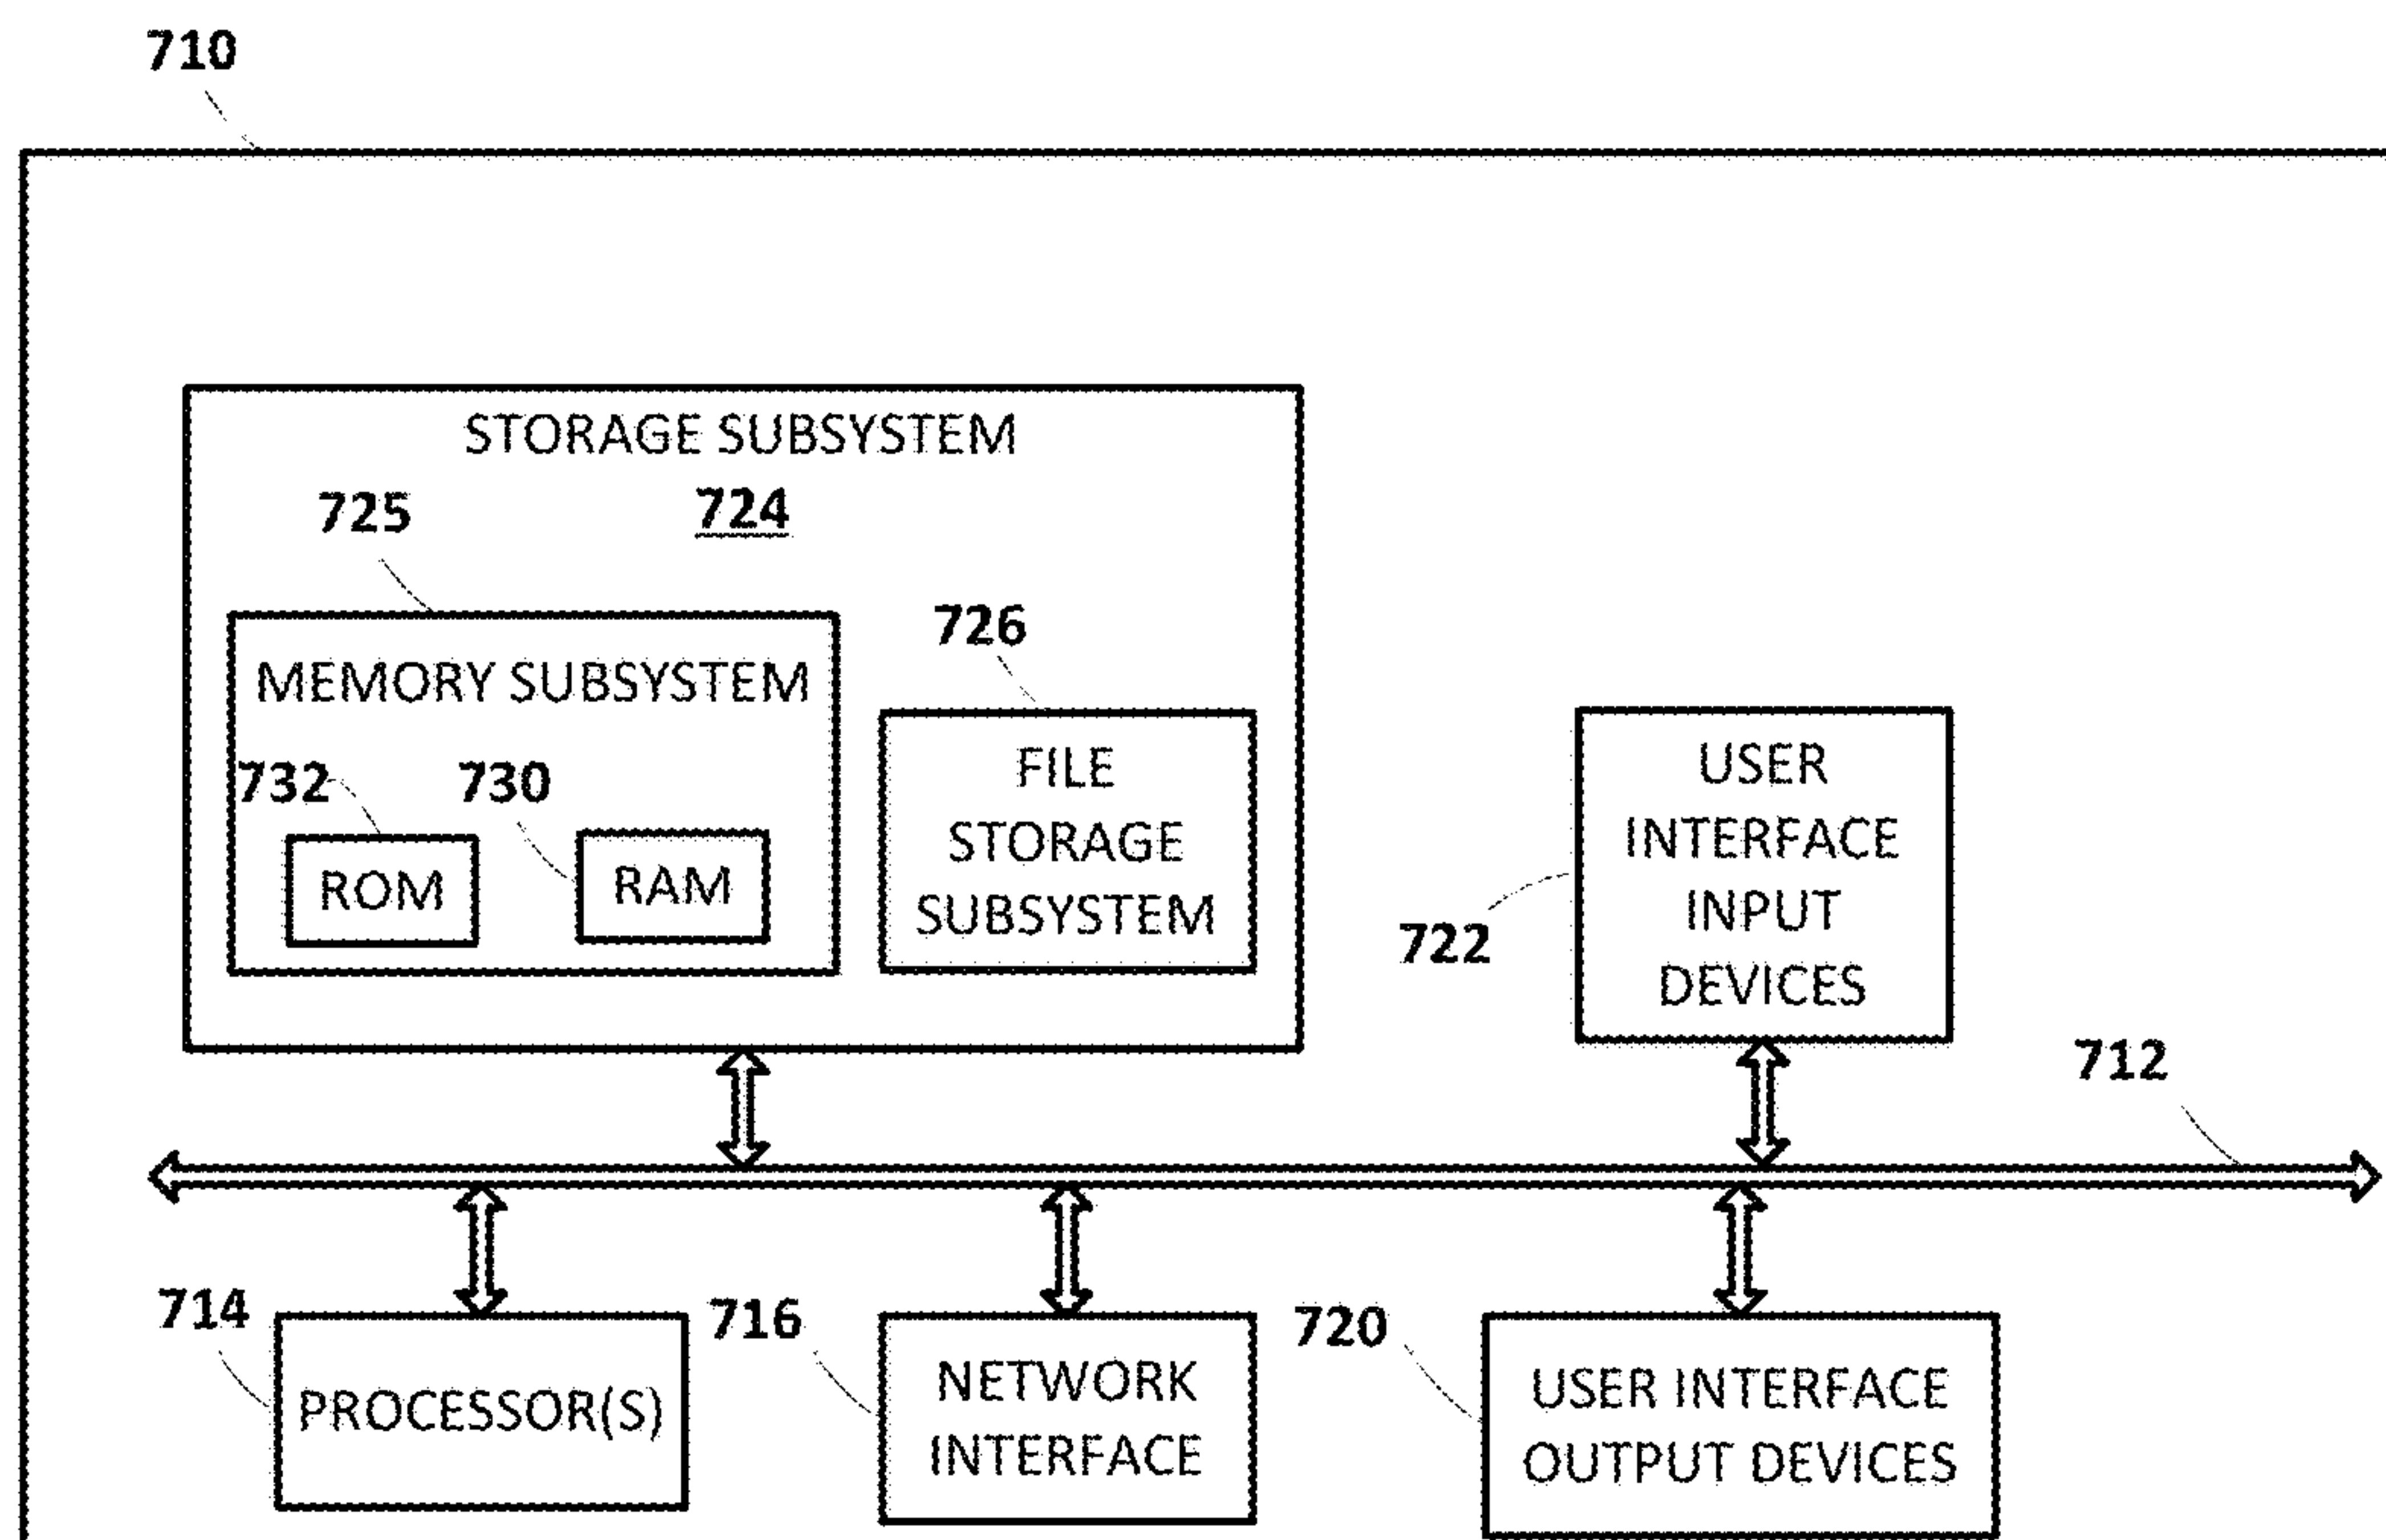 710
STORAGE SUBSYSTEM
724
725
726
MEMORY SUBSYSTEM
732
730
ROM
RAM
FILE
STORAGE
SUBSYSTEM
USER
INTERFACE
INPUT
DEVICES
722
712
714
PROCESSOR(S)
716
NETWORK
INTERFACE
720
USER INTERFACE
OUTPUT DEVICES